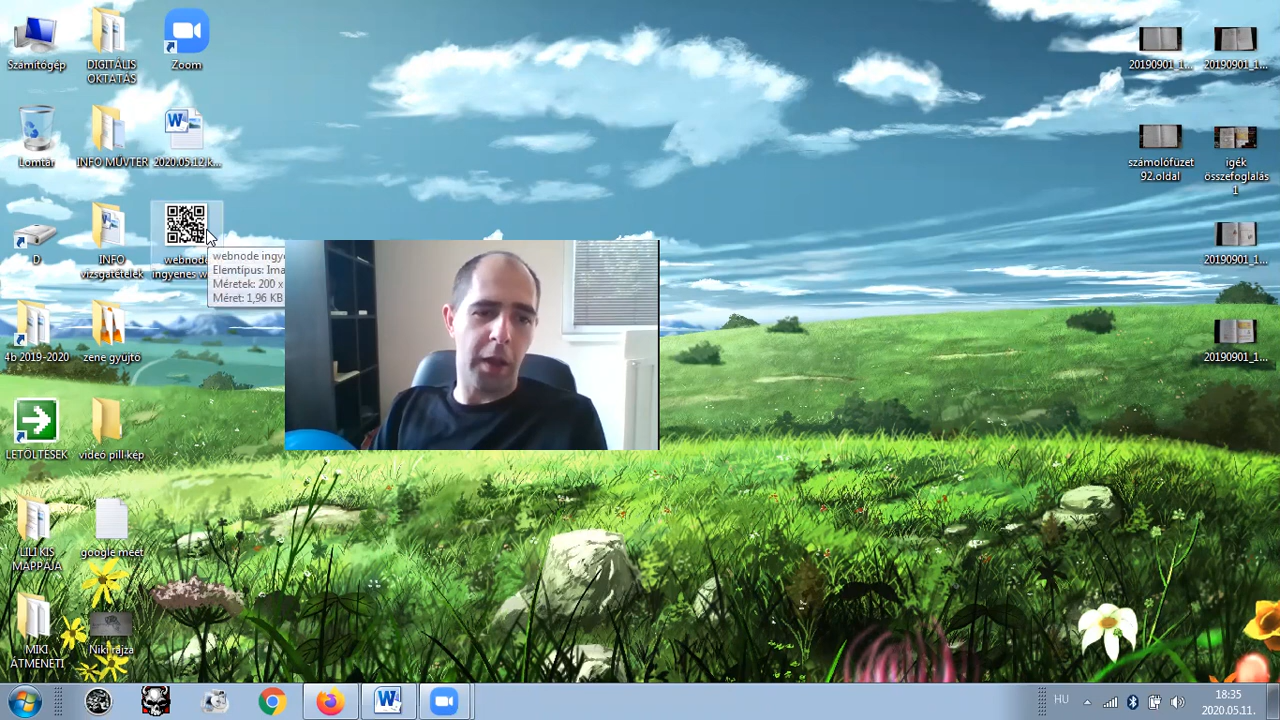 Számítógép
DIGITÁLIS
OKTATÁS
Zoom
20190901_1...
20190901_1...
Lomtár
INFO MŰVTER
2020.05.12.k...
számolófüzet
92.oldal
igék
összefoglalás
1
D
INFO
vizsgatételek
webnode
ingyenes w
webnode ingye
Elemtípus: Ima
Méretek: 200 x
Méret: 1,96 KB
20190901_1...
4b 2019-2020
zene gyujtó
20190901_1...
LETÖLTÉSEK
videó pill-kép
LILI KIS
MAPPÁJA
google meet
MIKI
ÁTMENETI
Niki rajza
HU
18:35
2020.05.11.